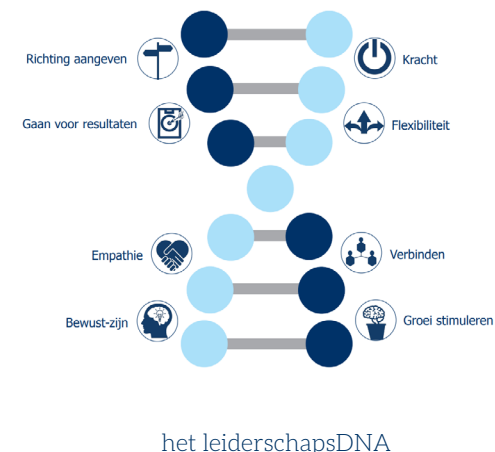 Richting aangeven
Kracht
Gaan voor resultaten
Flexibiliteit
Empathie
Verbinden
Bewust-zijn
Groei stimuleren
het leiderschapsDNA